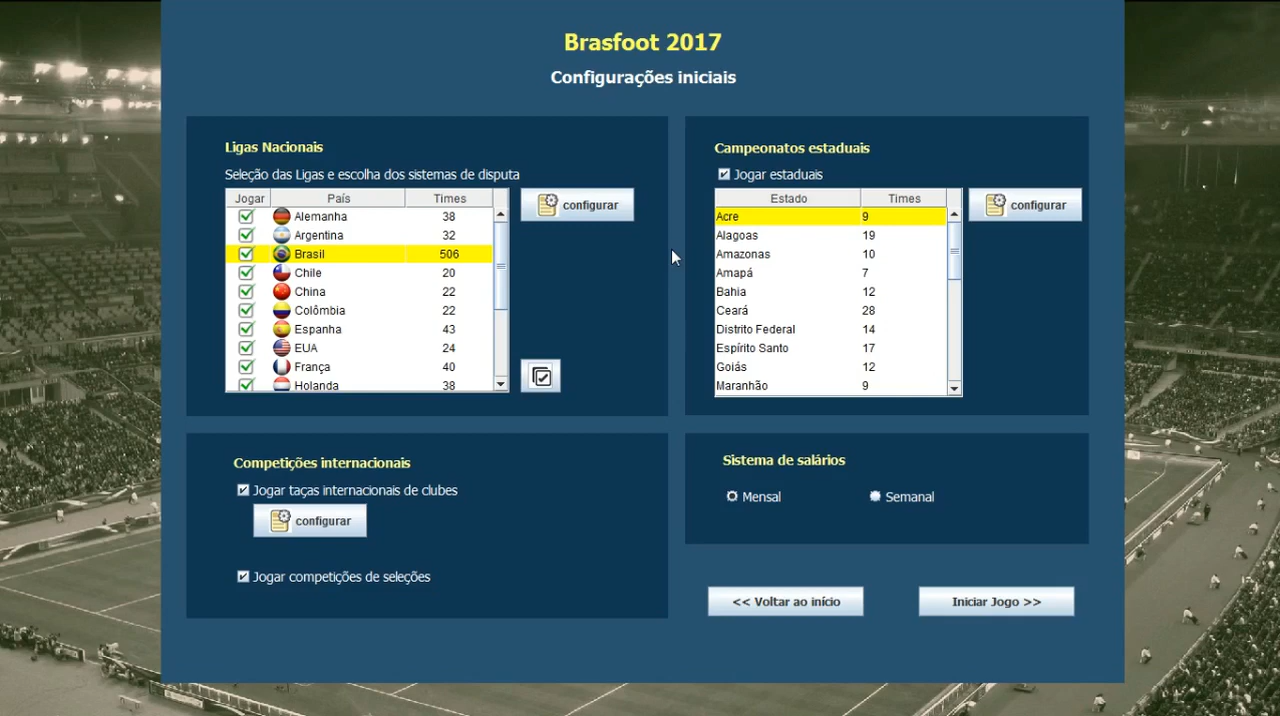 Brasfoot 2017
Configurações iniciais
Ligas Nacionais
Seleção das Ligas e escolha dos sistemas de disputa
Jogar País Times
Alemanha 38
Argentina 32
Brasil 506
Chile 20
China 22
Colômbia 22
Espanha 43
EUA 24
França 40
Holanda 38
configurar
Campeonatos estaduais
Jogar estaduais
Estado Times
Acre 9
Alagoas 19
Amazonas 10
Amapá 7
Bahia 12
Ceará 28
Distrito Federal 14
Espírito Santo 17
Goiás 12
Maranhão 9
configurar
Competições internacionais
Jogar taças internacionais de clubes
configurar
Jogar competições de seleções
Sistema de salários
Mensal Semanal
<< Voltar ao início Iniciar Jogo >>